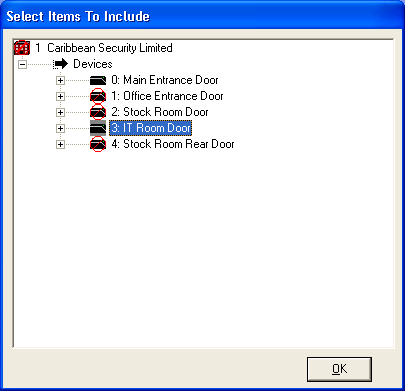 Select Items To Include
1 Caribbean Security Limited
Devices
0: Main Entrance Door
1: Office Entrance Door
2: Stock Room Door
3: IT Room Door
4: Stock Room Rear Door
OK